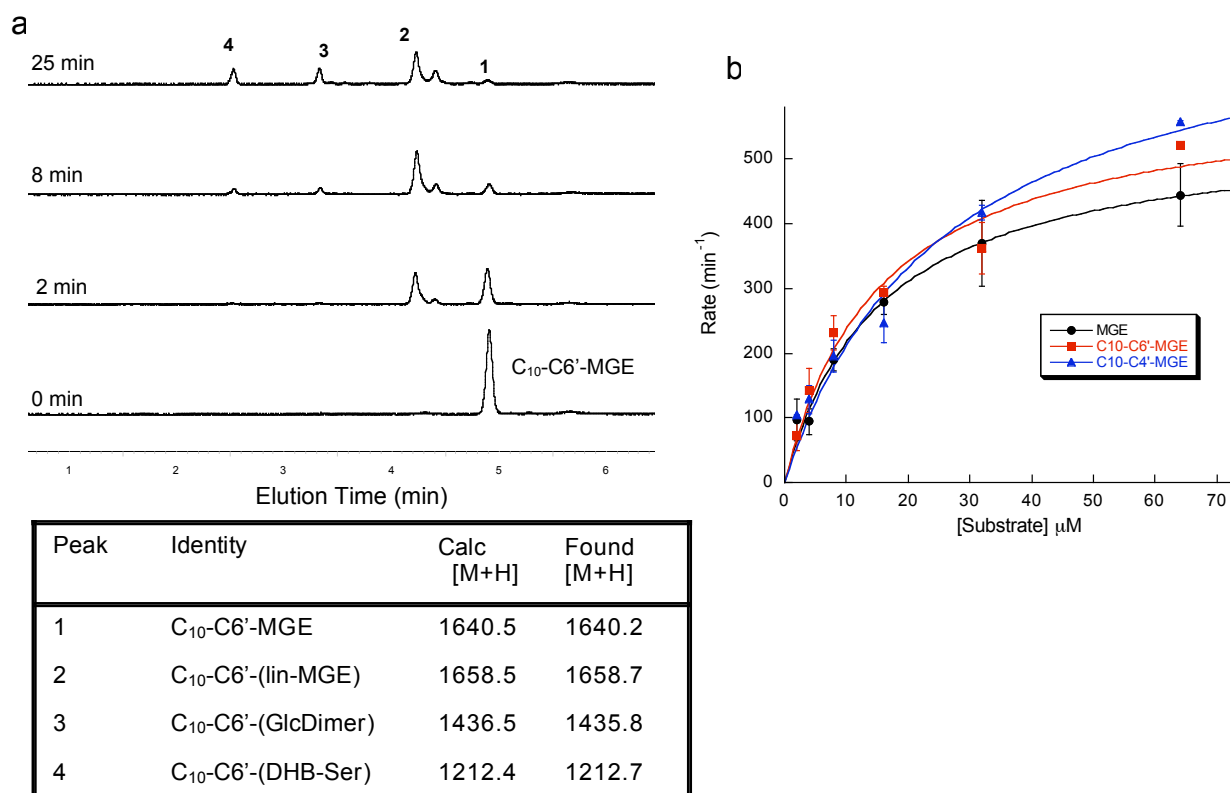 a
4
3
2
1
25 min
8 min
2 min
C₁₀-C6'-MGE
0 min
1 2 3 4 5 6
Elution Time (min)
b
500
400
300
200
100
0
Rate (min⁻¹)
MGE
C10-C6'-MGE
C10-C4'-MGE
0 10 20 30 40 50 60 70
[Substrate] μM
Peak Identity Calc [M+H] Found [M+H]
1 C₁₀-C6'-MGE 1640.5 1640.2
2 C₁₀-C6'-(lin-MGE) 1658.5 1658.7
3 C₁₀-C6'-(GlcDimer) 1436.5 1435.8
4 C₁₀-C6'-(DHB-Ser) 1212.4 1212.7